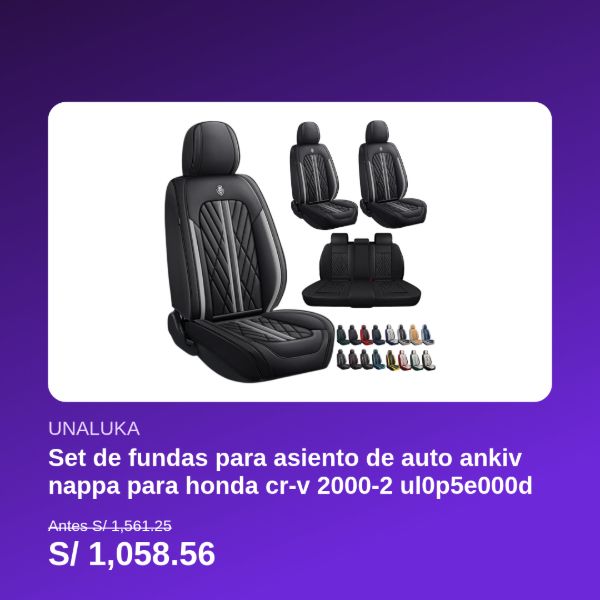 UNALUKA
Set de fundas para asiento de auto ankiv
nappa para honda cr-v 2000-2 ul0p5e000d
Antes S/ 1,561.25
S/ 1,058.56